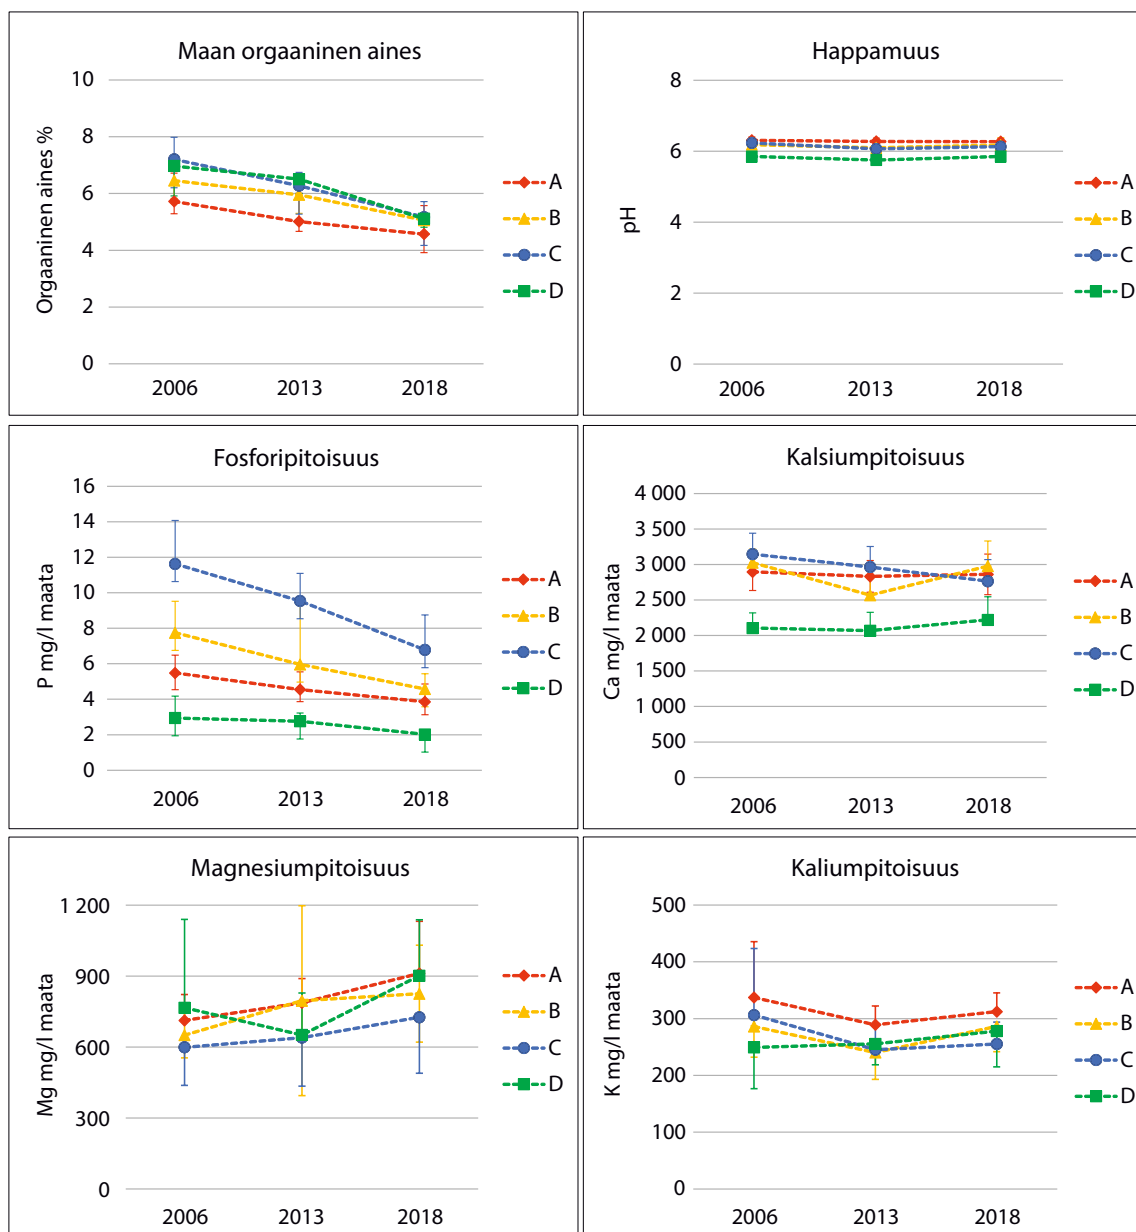 Maan orgaaninen aines
Orgaaninen aines %
10
8
6
4
2
0
2006 2013 2018
A
B
C
D
Happamuus
pH
8
6
4
2
0
2006 2013 2018
A
B
C
D
Fosforipitoisuus
P mg/l maata
16
14
12
10
8
6
4
2
0
2006 2013 2018
A
B
C
D
Kalsiumpitoisuus
Ca mg/l maata
4 000
3 500
3 000
2 500
2 000
1 500
1 000
500
0
2006 2013 2018
A
B
C
D
Magnesiumpitoisuus
Mg mg/l maata
1 200
900
600
300
0
2006 2013 2018
A
B
C
D
Kaliumpitoisuus
K mg/l maata
500
400
300
200
100
0
2006 2013 2018
A
B
C
D